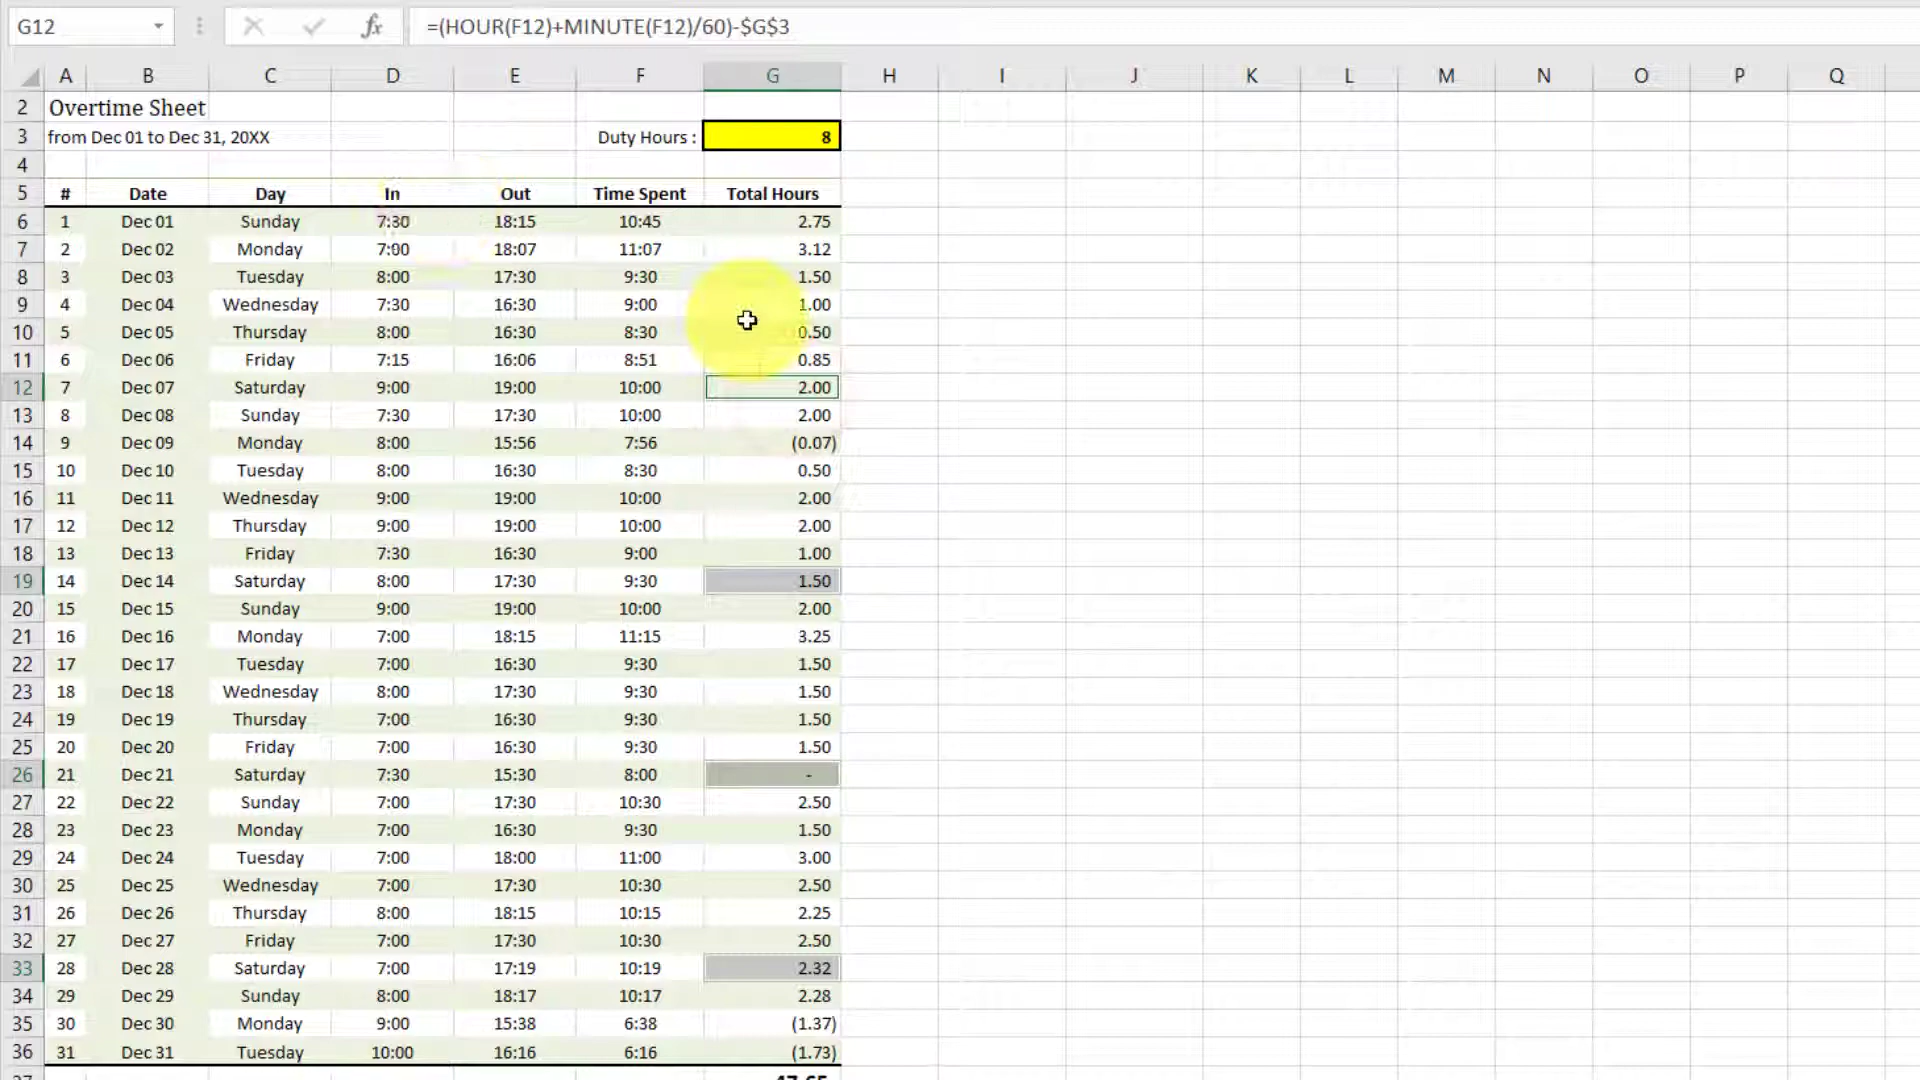 G12 fx =(HOUR(F12)+MINUTE(F12)/60)-$G$3
A B C D E F G H I J K L M N O P Q
2 Overtime Sheet
3 from Dec 01 to Dec 31, 20XX Duty Hours : 8
4
5 # Date Day In Out Time Spent Total Hours
6 1 Dec 01 Sunday 7:30 18:15 10:45 2.75
7 2 Dec 02 Monday 7:00 18:07 11:07 3.12
8 3 Dec 03 Tuesday 8:00 17:30 9:30 1.50
9 4 Dec 04 Wednesday 7:30 16:30 9:00 1.00
10 5 Dec 05 Thursday 8:00 16:30 8:30 0.50
11 6 Dec 06 Friday 7:15 16:06 8:51 0.85
12 7 Dec 07 Saturday 9:00 19:00 10:00 2.00
13 8 Dec 08 Sunday 7:30 17:30 10:00 2.00
14 9 Dec 09 Monday 8:00 15:56 7:56 (0.07)
15 10 Dec 10 Tuesday 8:00 16:30 8:30 0.50
16 11 Dec 11 Wednesday 9:00 19:00 10:00 2.00
17 12 Dec 12 Thursday 9:00 19:00 10:00 2.00
18 13 Dec 13 Friday 7:30 16:30 9:00 1.00
19 14 Dec 14 Saturday 8:00 17:30 9:30 1.50
20 15 Dec 15 Sunday 9:00 19:00 10:00 2.00
21 16 Dec 16 Monday 7:00 18:15 11:15 3.25
22 17 Dec 17 Tuesday 7:00 16:30 9:30 1.50
23 18 Dec 18 Wednesday 8:00 17:30 9:30 1.50
24 19 Dec 19 Thursday 7:00 16:30 9:30 1.50
25 20 Dec 20 Friday 7:00 16:30 9:30 1.50
26 21 Dec 21 Saturday 7:30 15:30 8:00 -
27 22 Dec 22 Sunday 7:00 17:30 10:30 2.50
28 23 Dec 23 Monday 7:00 16:30 9:30 1.50
29 24 Dec 24 Tuesday 7:00 18:00 11:00 3.00
30 25 Dec 25 Wednesday 7:00 17:30 10:30 2.50
31 26 Dec 26 Thursday 8:00 18:15 10:15 2.25
32 27 Dec 27 Friday 7:00 17:30 10:30 2.50
33 28 Dec 28 Saturday 7:00 17:19 10:19 2.32
34 29 Dec 29 Sunday 8:00 18:17 10:17 2.28
35 30 Dec 30 Monday 9:00 15:38 6:38 (1.37)
36 31 Dec 31 Tuesday 10:00 16:16 6:16 (1.73)